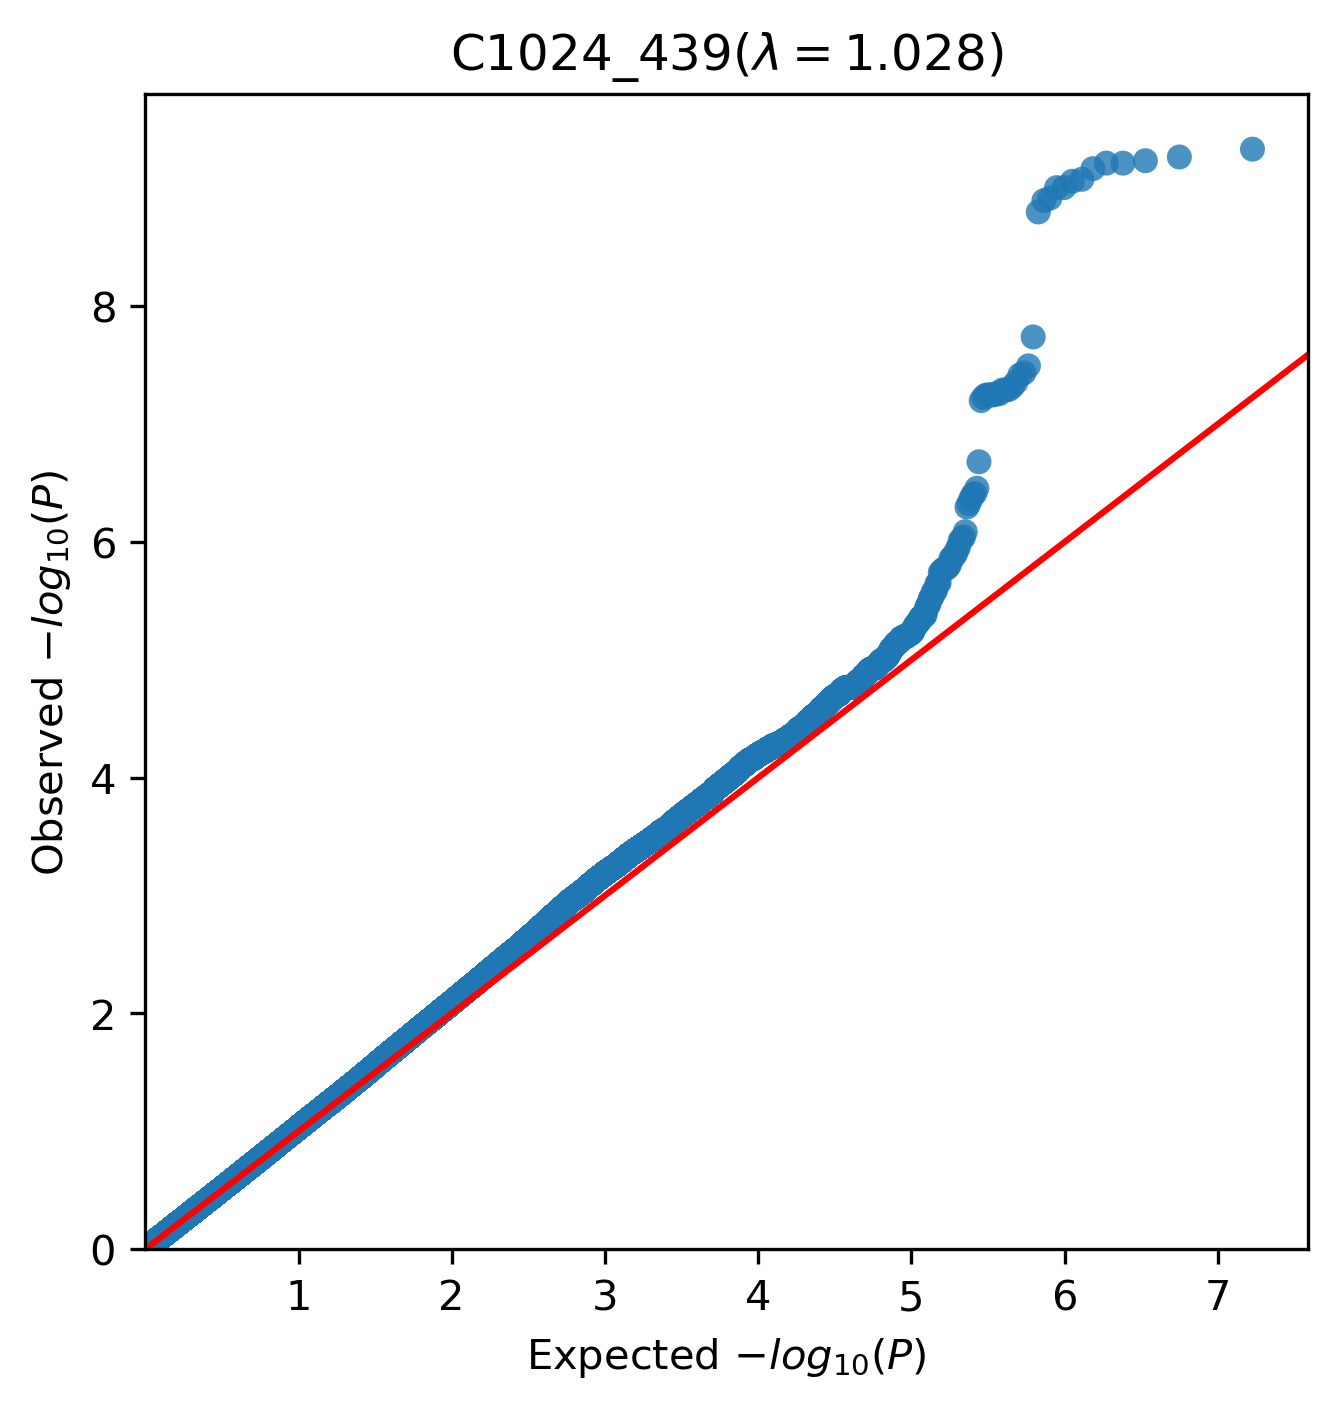 C1024_439(λ = 1.028)
Observed −log10(P)
8
6
4
2
0
1 2 3 4 5 6 7
Expected −log10(P)